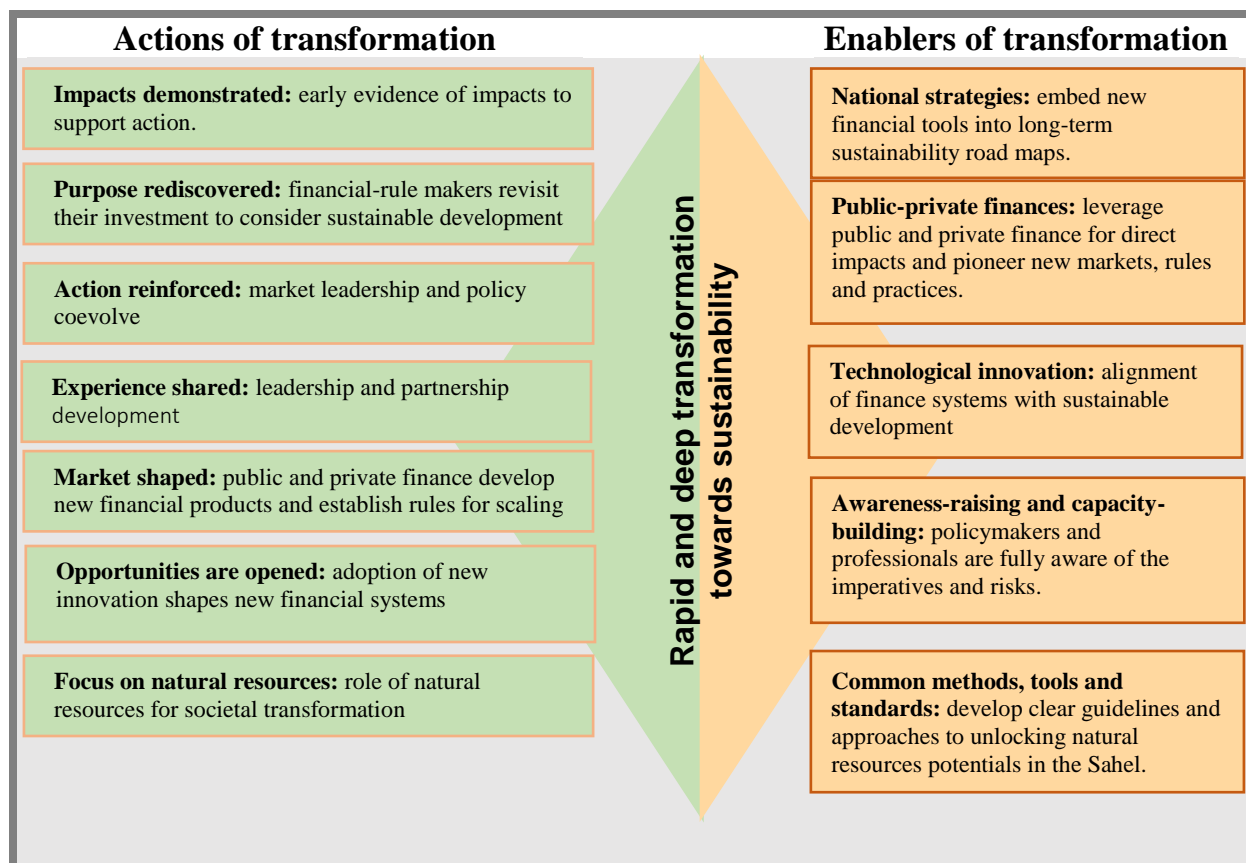 Actions of transformation
Impacts demonstrated: early evidence of impacts to
support action.
Purpose rediscovered: financial-rule makers revisit
their investment to consider sustainable development
Action reinforced: market leadership and policy
coevolve
Experience shared: leadership and partnership
development
Market shaped: public and private finance develop
new financial products and establish rules for scaling
Opportunities are opened: adoption of new
innovation shapes new financial systems
Focus on natural resources: role of natural
resources for societal transformation
Rapid and deep transformation
towards sustainability
Enablers of transformation
National strategies: embed new
financial tools into long-term
sustainability road maps.
Public-private finances: leverage
public and private finance for direct
impacts and pioneer new markets, rules
and practices.
Technological innovation: alignment
of finance systems with sustainable
development
Awareness-raising and capacity-
building: policymakers and
professionals are fully aware of the
imperatives and risks.
Common methods, tools and
standards: develop clear guidelines and
approaches to unlocking natural
resources potentials in the Sahel.